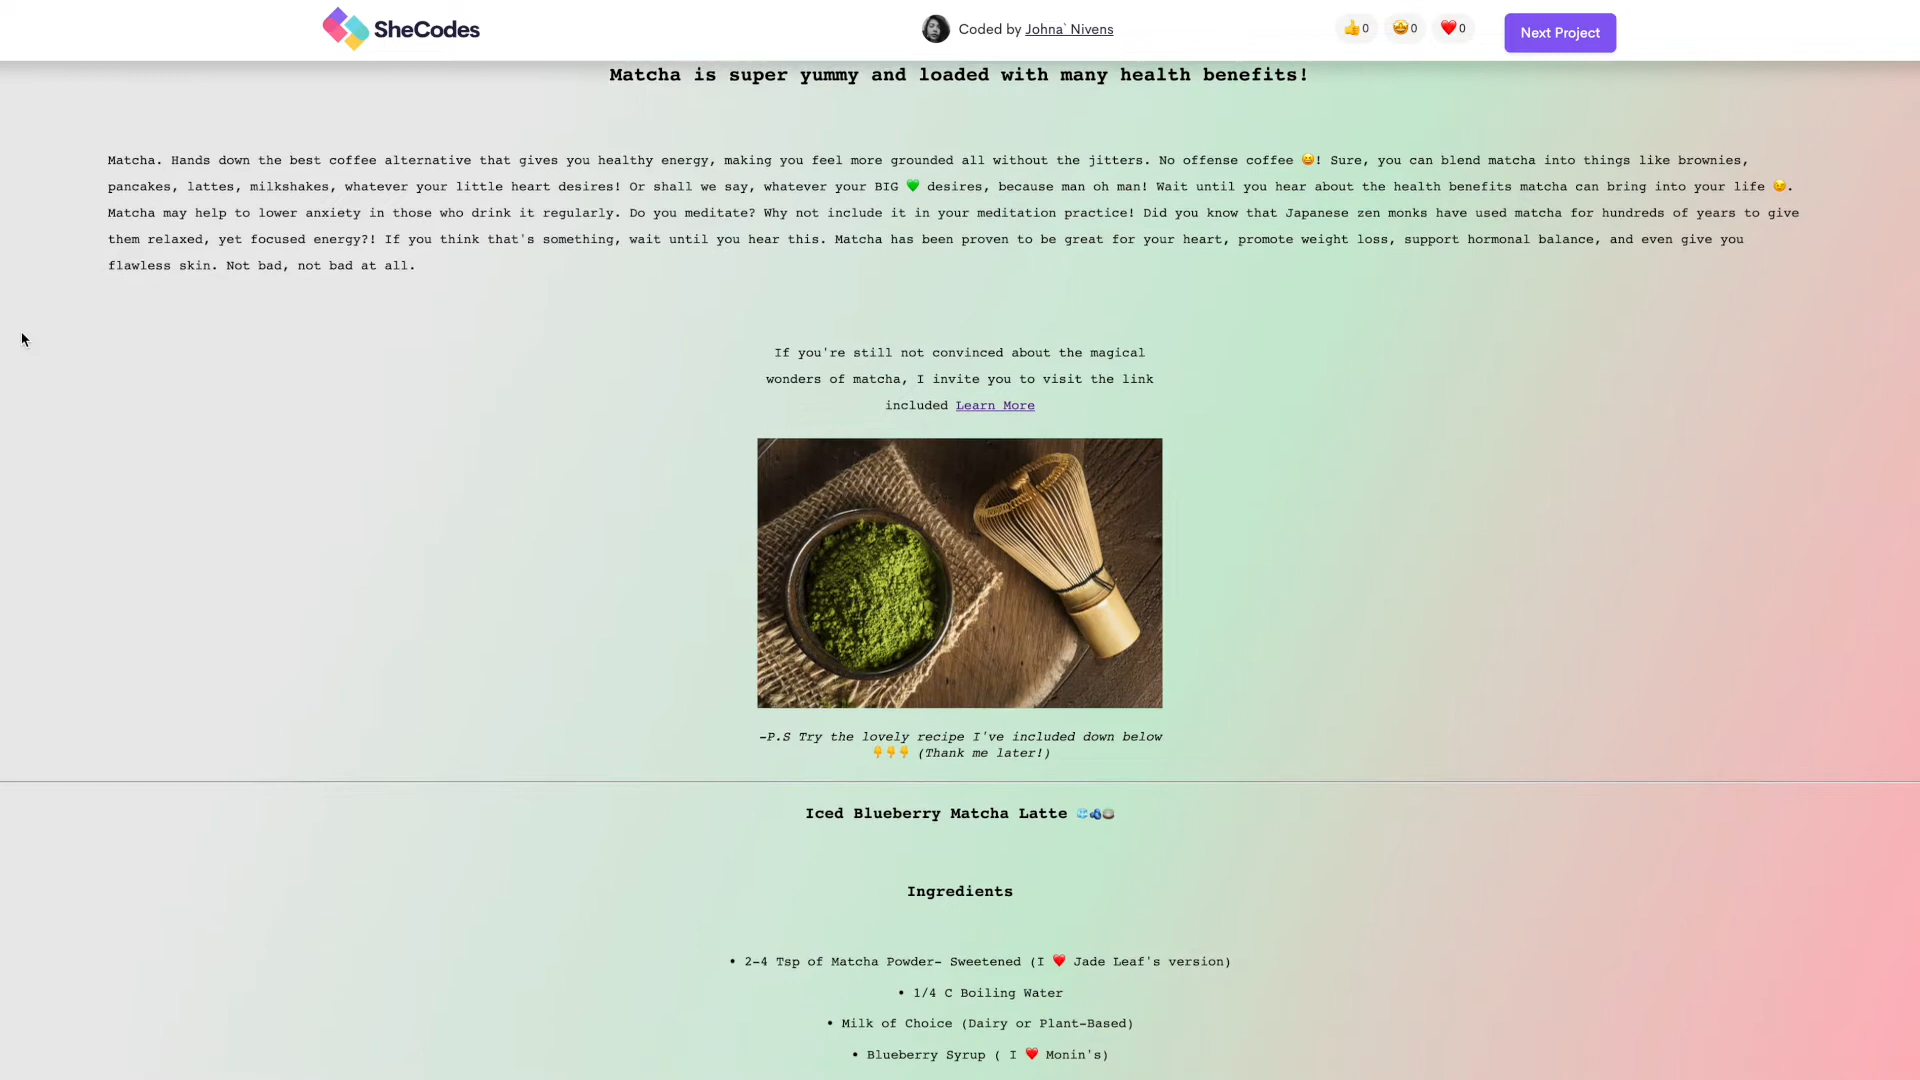 SheCodes
Coded by Johna` Nivens
👍0 🤩0 ❤️0
Next Project
Matcha is super yummy and loaded with many health benefits!
Matcha. Hands down the best coffee alternative that gives you healthy energy, making you feel more grounded all without the jitters. No offense coffee 😆! Sure, you can blend matcha into things like brownies,
pancakes, lattes, milkshakes, whatever your little heart desires! Or shall we say, whatever your BIG 💚 desires, because man oh man! Wait until you hear about the health benefits matcha can bring into your life 😉.
Matcha may help to lower anxiety in those who drink it regularly. Do you meditate? Why not include it in your meditation practice! Did you know that Japanese zen monks have used matcha for hundreds of years to give
them relaxed, yet focused energy?! If you think that's something, wait until you hear this. Matcha has been proven to be great for your heart, promote weight loss, support hormonal balance, and even give you
flawless skin. Not bad, not bad at all.
If you're still not convinced about the magical
wonders of matcha, I invite you to visit the link
included Learn More
-P.S Try the lovely recipe I've included down below
👇👇👇 (Thank me later!)
Iced Blueberry Matcha Latte 🧊🫐🍵
Ingredients
• 2-4 Tsp of Matcha Powder- Sweetened (I ❤️ Jade Leaf's version)
• 1/4 C Boiling Water
• Milk of Choice (Dairy or Plant-Based)
• Blueberry Syrup ( I ❤️ Monin's)